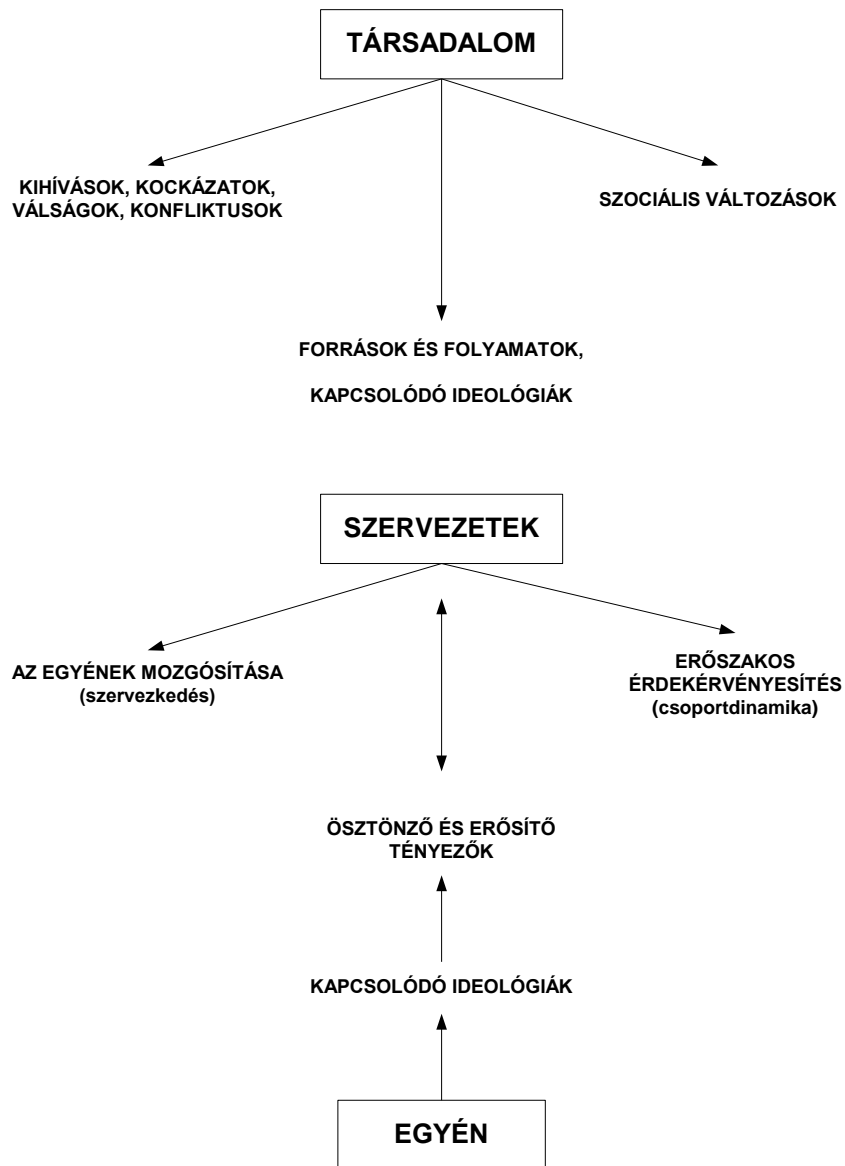 TÁRSADALOM
KIHÍVÁSOK, KOCKÁZATOK,
VÁLSÁGOK, KONFLIKTUSOK
SZOCIÁLIS VÁLTOZÁSOK
FORRÁSOK ÉS FOLYAMATOK,
KAPCSOLÓDÓ IDEOLÓGIÁK
SZERVEZETEK
AZ EGYÉNEK MOZGÓSÍTÁSA
(szervezkedés)
ERŐSZAKOS
ÉRDEKÉRVÉNYESÍTÉS
(csoportdinamika)
ÖSZTÖNZŐ ÉS ERŐSÍTŐ
TÉNYEZŐK
KAPCSOLÓDÓ IDEOLÓGIÁK
EGYÉN